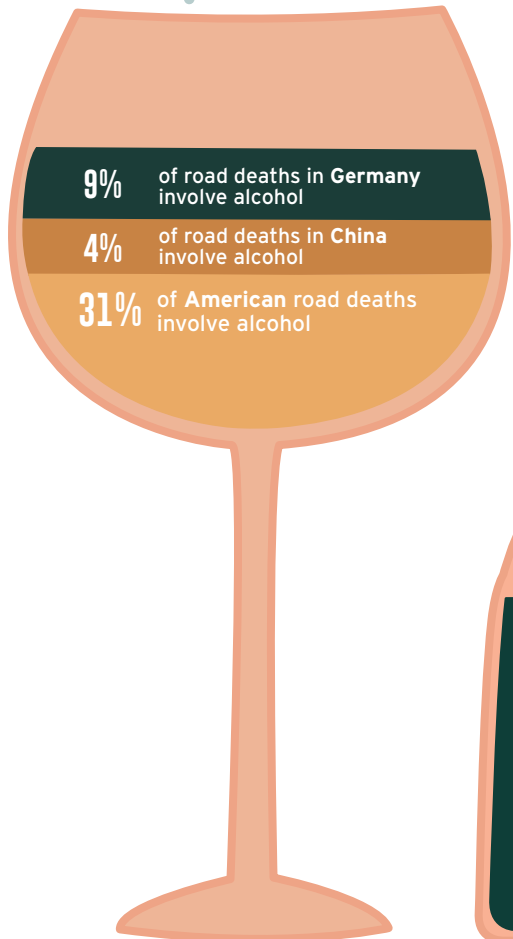 9% of road deaths in Germany
involve alcohol
4% of road deaths in China
involve alcohol
31% of American road deaths
involve alcohol